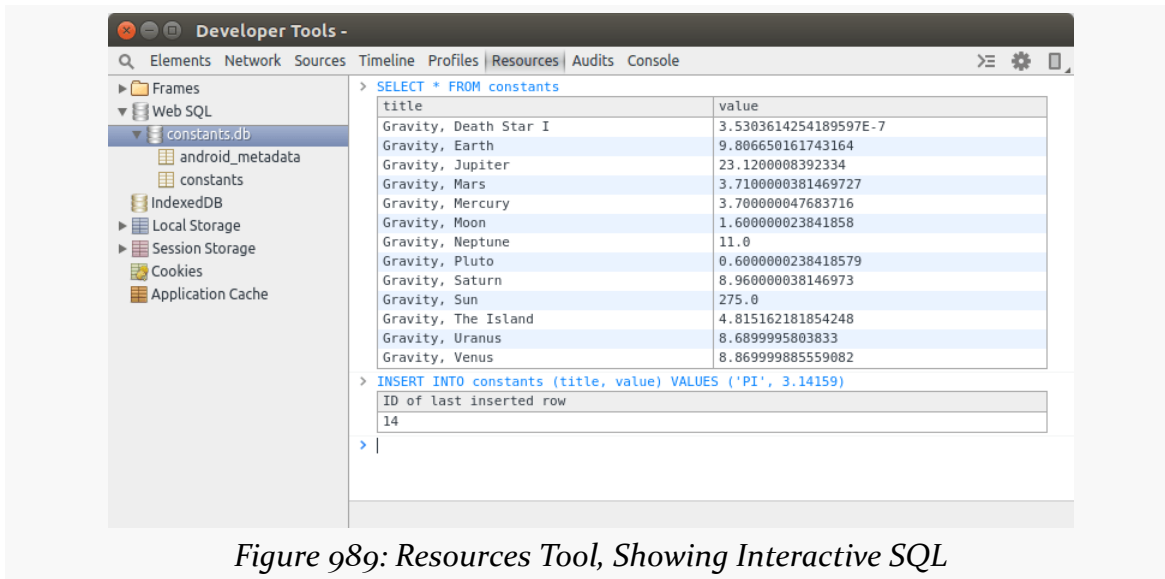 Developer Tools -
Elements Network Sources Timeline Profiles Resources Audits Console
Frames
Web SQL
constants.db
android_metadata
constants
IndexedDB
Local Storage
Session Storage
Cookies
Application Cache
> SELECT * FROM constants
title value
Gravity, Death Star I 3.5303614254189597E-7
Gravity, Earth 9.806650161743164
Gravity, Jupiter 23.1200008392334
Gravity, Mars 3.7100000381469727
Gravity, Mercury 3.700000047683716
Gravity, Moon 1.600000023841858
Gravity, Neptune 11.0
Gravity, Pluto 0.6000000238418579
Gravity, Saturn 8.960000038146973
Gravity, Sun 275.0
Gravity, The Island 4.815162181854248
Gravity, Uranus 8.6899995803833
Gravity, Venus 8.869999885559082
> INSERT INTO constants (title, value) VALUES ('PI', 3.14159)
ID of last inserted row
14
>
Figure 989: Resources Tool, Showing Interactive SQL